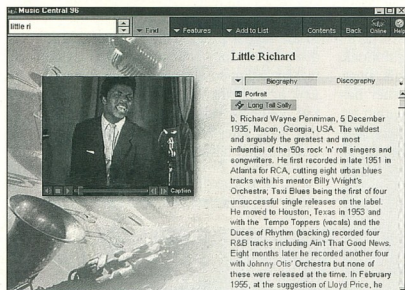 Music Central 96
little ri
Find
Features
Add to List
Contents
Back
Online
Help
Little Richard
Biography
Discography
Portrait
Long Tall Sally
Caption
b. Richard Wayne Penniman, 5 December
1935, Macon, Georgia, USA. The wildest
and arguably the greatest and most
influential of the '50s rock 'n' roll singers and
songwriters. He first recorded in late 1951 in
Atlanta for RCA, cutting eight urban blues
tracks with his mentor Billy Wright's
Orchestra; Taxi Blues being the first of four
unsuccessful single releases on the label.
He moved to Houston, Texas in 1953 and
with the Tempo Toppers (vocals) and the
Duces of Rhythm (backing) recorded four
R&B tracks including Ain't That Good News.
Eight months later he recorded another four
with Johnny Otis' Orchestra but none of
these were released at the time. In February
1955, at the suggestion of Lloyd Price, he